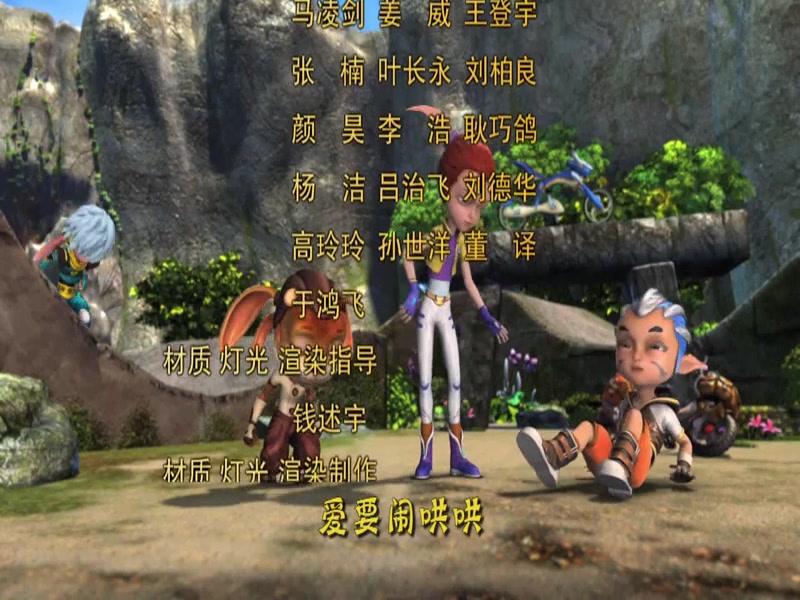 马凌剑 姜 威 王登宇
张 楠 叶长永 刘柏良
颜 昊 李 浩 耿巧鸽
杨 洁 吕治飞 刘德华
高玲玲 孙世洋 董 译
于鸿飞
材质 灯光 渲染指导
钱述宇
材质 灯光 渲染制作
爱要闹哄哄